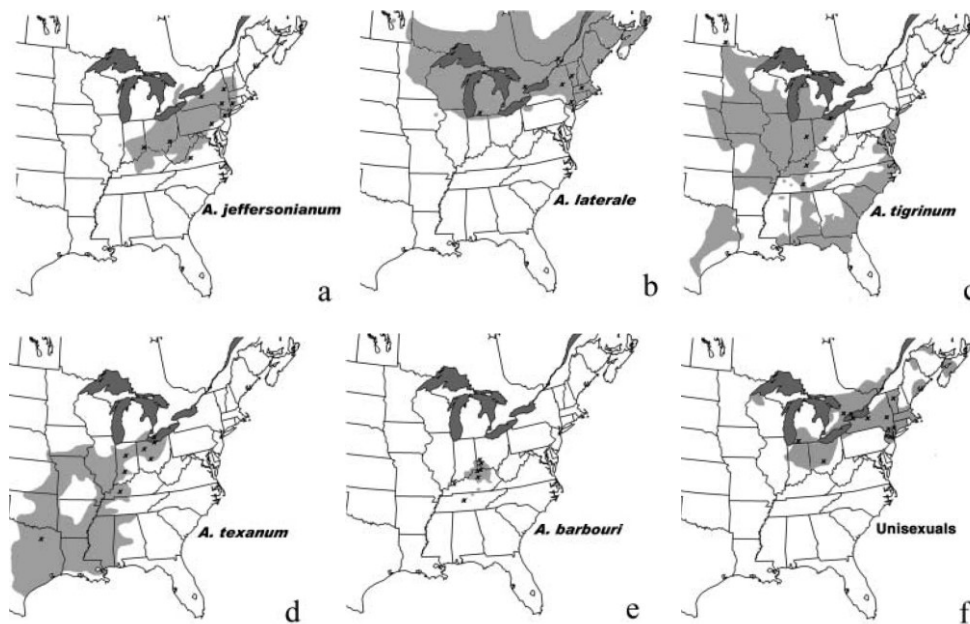 A. jeffersonianum
a
A. laterale
b
A. tigrinum
c
A. texanum
d
A. barbouri
e
Unisexuals
f